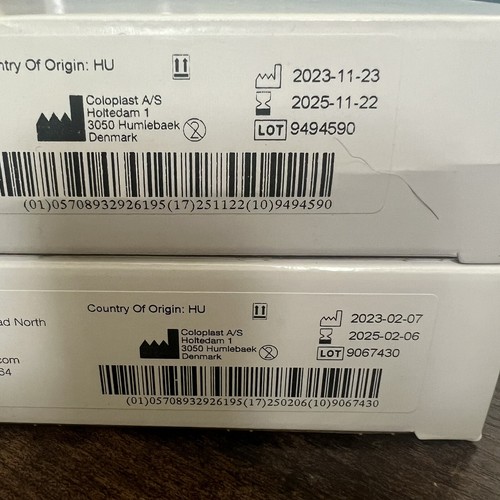 ntry Of Origin: HU
2023-11-23
2025-11-22
LOT 9494590
Coloplast A/S
Holtedam 1
3050 Humlebaek
Denmark
(01)05708932926195(17)251122(10)9494590
Country Of Origin: HU
ad North
com
64
2023-02-07
2025-02-06
LOT 9067430
Coloplast A/S
Holtedam 1
3050 Humlebaek
Denmark
(01)05708932926195(17)250206(10)9067430